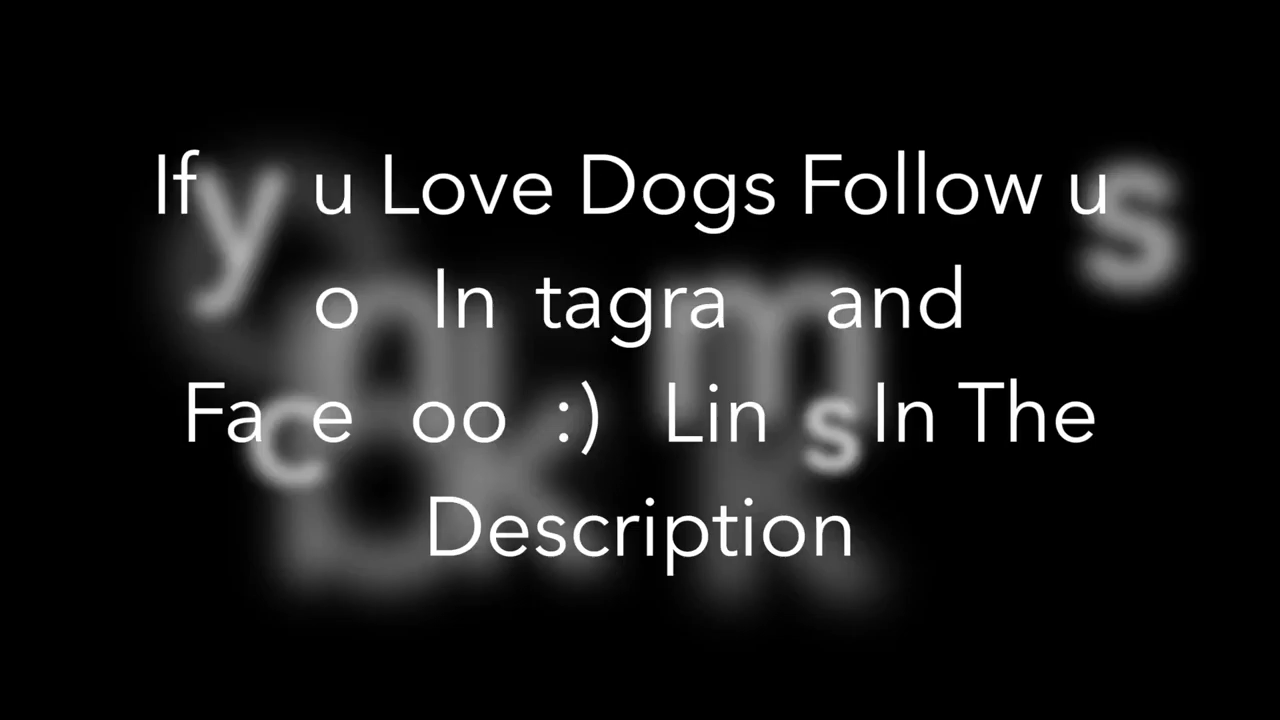 If you Love Dogs Follow us
on Instagram and
Facebook :) Links In The
Description